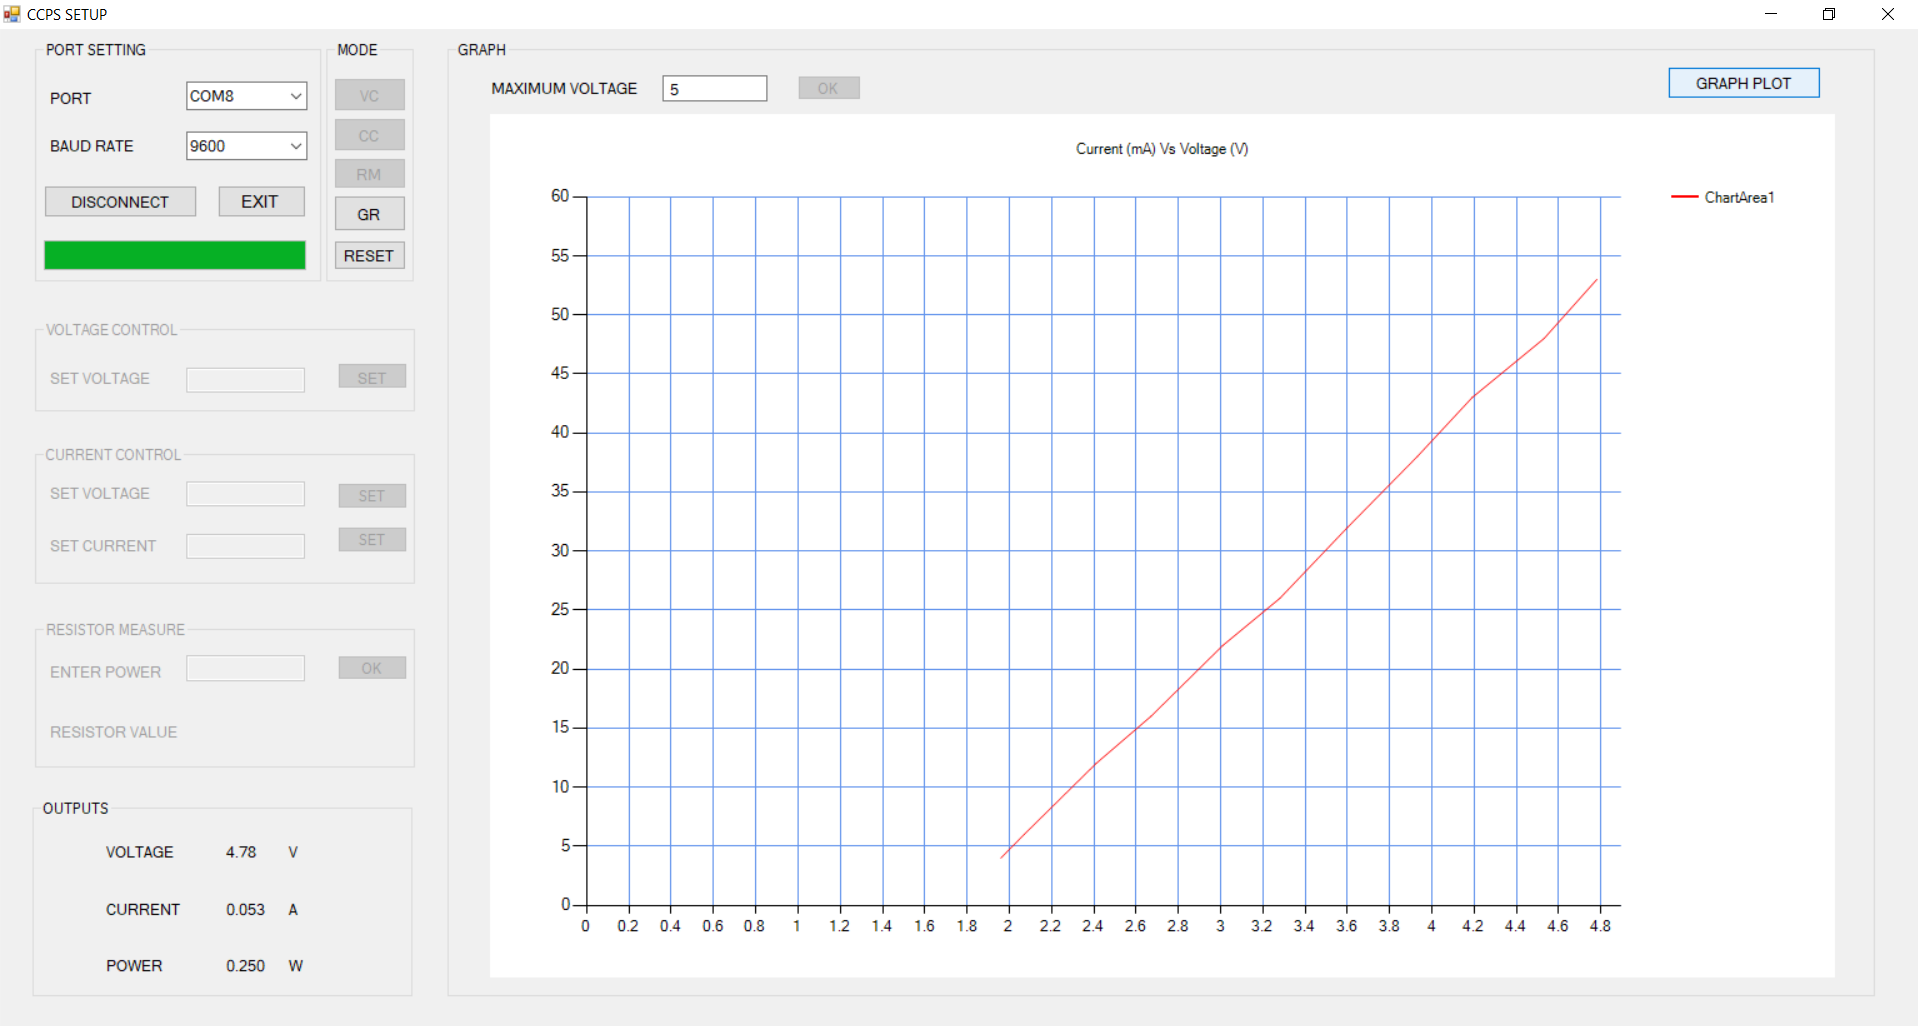 CCPS SETUP
PORT SETTING
PORT
COM8
BAUD RATE
9600
DISCONNECT
EXIT
MODE
VC
CC
RM
GR
RESET
VOLTAGE CONTROL
SET VOLTAGE
SET
CURRENT CONTROL
SET VOLTAGE
SET
SET CURRENT
SET
RESISTOR MEASURE
ENTER POWER
OK
RESISTOR VALUE
OUTPUTS
VOLTAGE 4.78 V
CURRENT 0.053 A
POWER 0.250 W
GRAPH
MAXIMUM VOLTAGE
5
OK
GRAPH PLOT
Current (mA) Vs Voltage (V)
60
55
50
45
40
35
30
25
20
15
10
5
0
0 0.2 0.4 0.6 0.8 1 1.2 1.4 1.6 1.8 2 2.2 2.4 2.6 2.8 3 3.2 3.4 3.6 3.8 4 4.2 4.4 4.6 4.8
ChartArea1